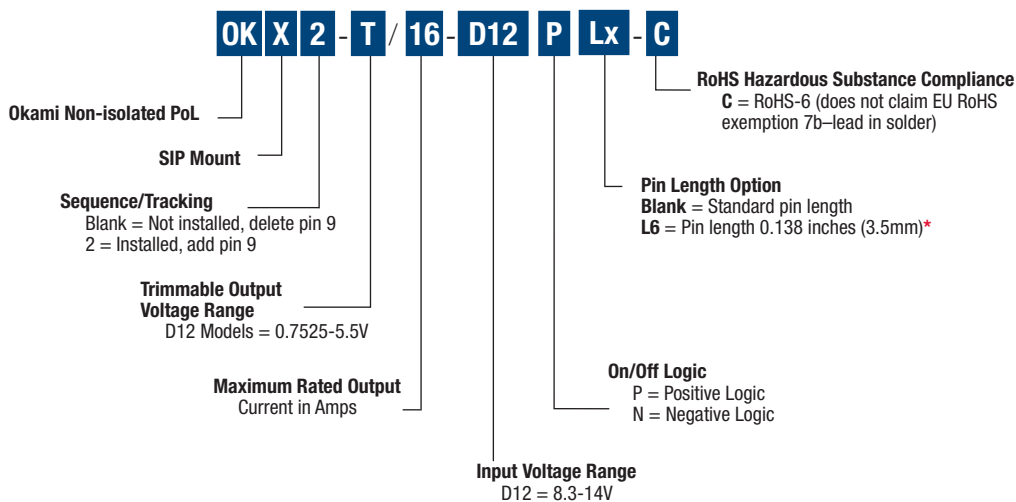 OK X 2 - T / 16 - D12 P Lx - C
RoHS Hazardous Substance Compliance
C = RoHS-6 (does not claim EU RoHS
exemption 7b–lead in solder)
Okami Non-isolated PoL
SIP Mount
Pin Length Option
Blank = Standard pin length
L6 = Pin length 0.138 inches (3.5mm)*
Sequence/Tracking
Blank = Not installed, delete pin 9
2 = Installed, add pin 9
Trimmable Output
Voltage Range
D12 Models = 0.7525-5.5V
On/Off Logic
P = Positive Logic
N = Negative Logic
Maximum Rated Output
Current in Amps
Input Voltage Range
D12 = 8.3-14V